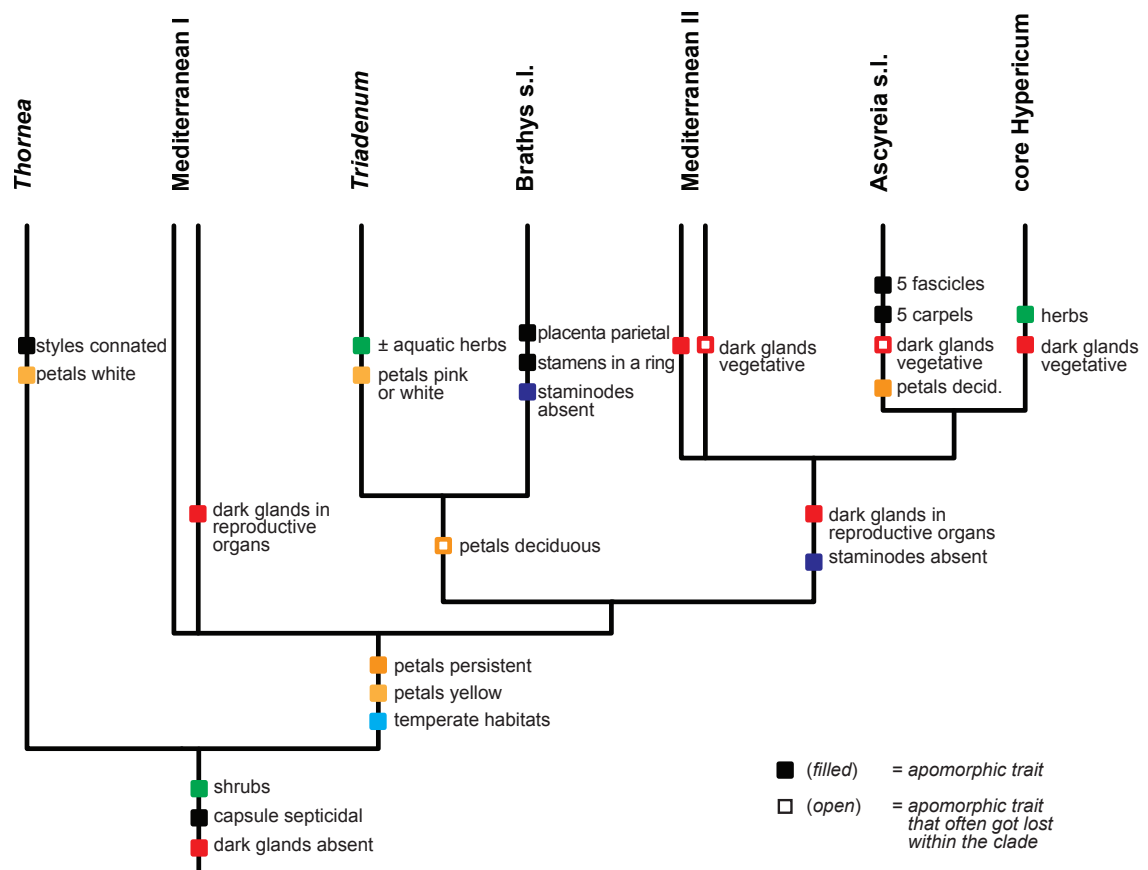 Thornea
Mediterranean I
Triadenum
Brathys s.l.
Mediterranean II
Ascyreia s.l.
core Hypericum
styles connated
petals white
dark glands in
reproductive
organs
± aquatic herbs
petals pink
or white
placenta parietal
stamens in a ring
staminodes
absent
petals deciduous
dark glands
vegetative
5 fascicles
5 carpels
dark glands
vegetative
petals decid.
herbs
dark glands
vegetative
dark glands in
reproductive organs
staminodes absent
petals persistent
petals yellow
temperate habitats
shrubs
capsule septicidal
dark glands absent
(filled) = apomorphic trait
(open) = apomorphic trait
that often got lost
within the clade